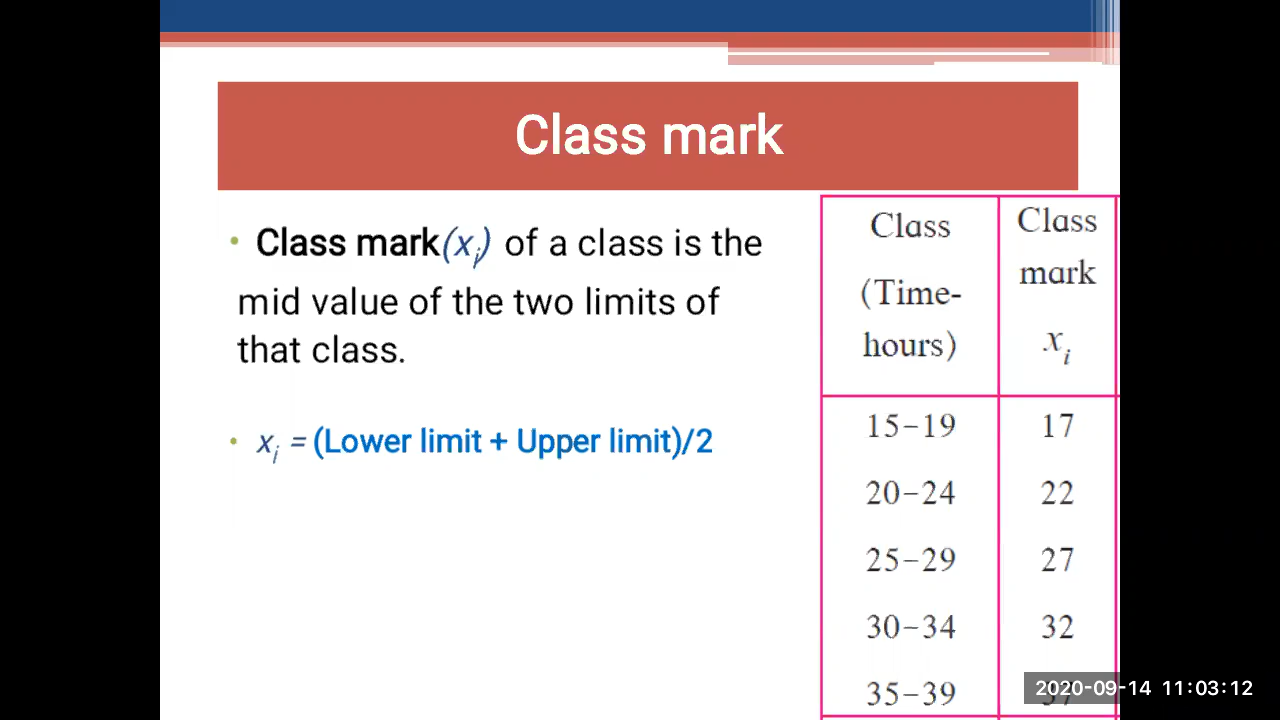 Class mark
• Class mark(xi) of a class is the
mid value of the two limits of
that class.
• xi = (Lower limit + Upper limit)/2
Class (Time-hours) Class mark xi
15–19 17
20–24 22
25–29 27
30–34 32
35–39 37
2020-09-14 11:03:12